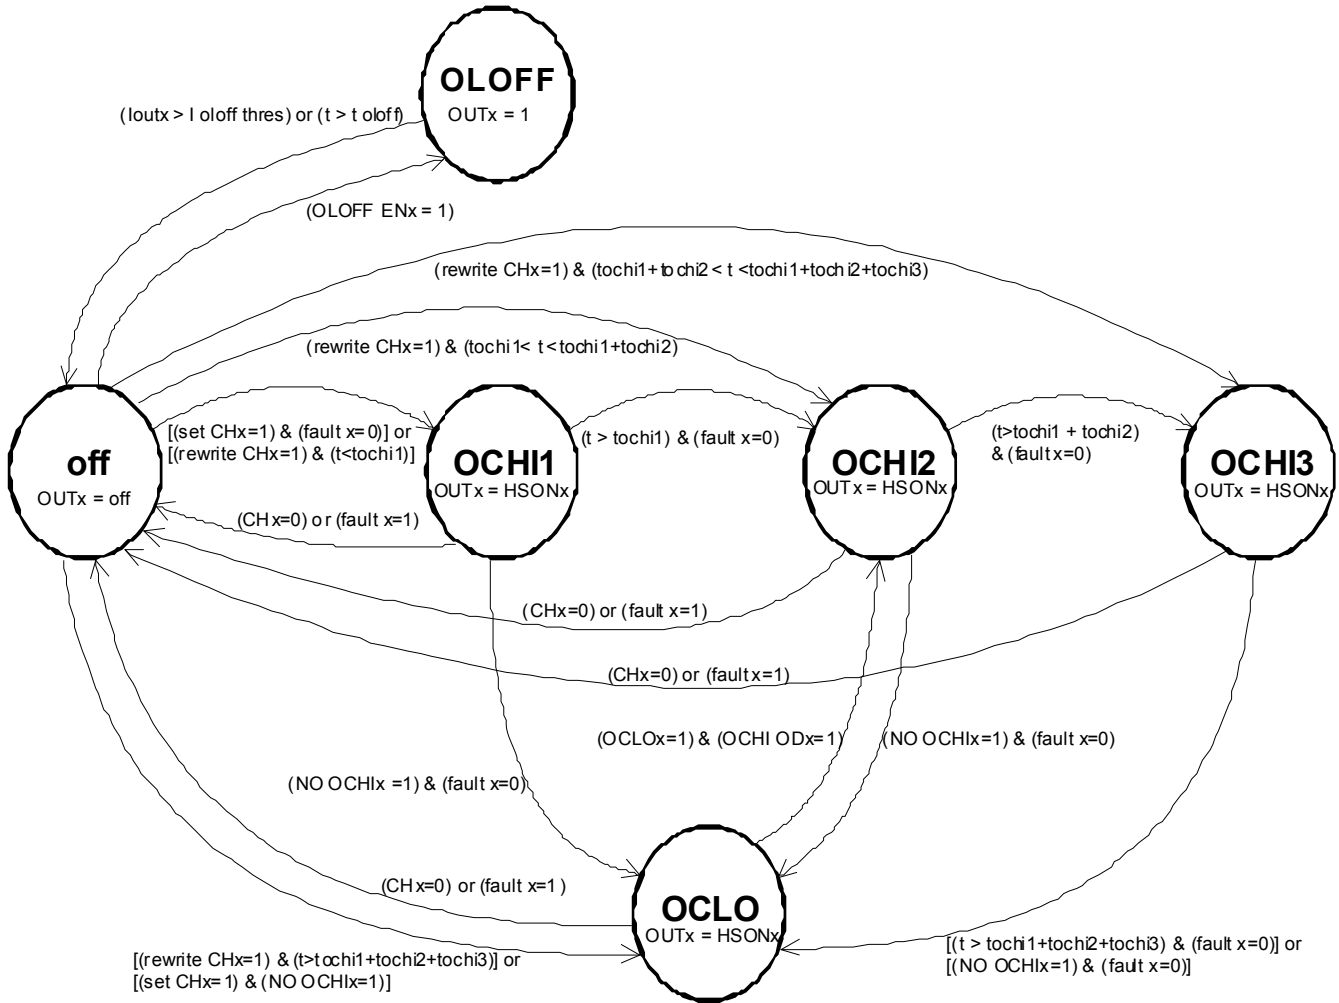 OLOFF
OUTx = 1
(Ioutx > I oloff thres) or (t > t oloff)
(OLOFF ENx = 1)
(rewrite CHx=1) & (tochi1+tochi2 < t <tochi1+tochi2+tochi3)
(rewrite CHx=1) & (tochi1< t <tochi1+tochi2)
[(set CHx=1) & (fault x=0)] or
[(rewrite CHx=1) & (t<tochi1)]
(t > tochi1) & (fault x=0)
(t>tochi1 + tochi2)
& (fault x=0)
off
OUTx = off
OCHI1
OUTx = HSONx
OCHI2
OUTx = HSONx
OCHI3
OUTx = HSONx
(CHx=0) or (fault x=1)
(CHx=0) or (fault x=1)
(CHx=0) or (fault x=1)
(OCLOx=1) & (OCHI ODx=1)
(NO OCHIx=1) & (fault x=0)
(NO OCHIx =1) & (fault x=0)
(CHx=0) or (fault x=1)
OCLO
OUTx = HSONx
[(rewrite CHx=1) & (t>tochi1+tochi2+tochi3)] or
[(set CHx=1) & (NO OCHIx=1)]
[(t > tochi1+tochi2+tochi3) & (fault x=0)] or
[(NO OCHIx=1) & (fault x=0)]